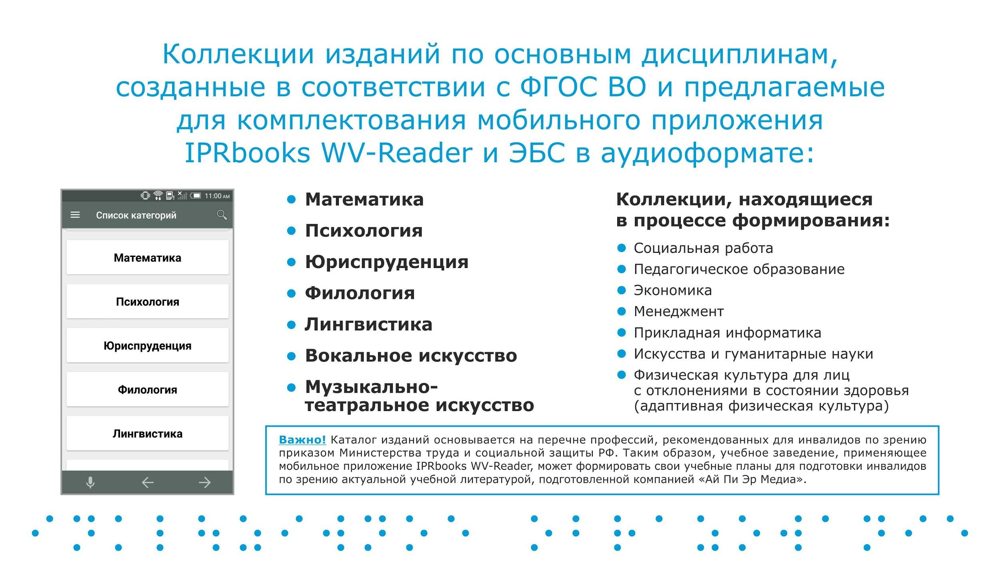 Коллекции изданий по основным дисциплинам,
созданные в соответствии с ФГОС ВО и предлагаемые
для комплектования мобильного приложения
IPRbooks WV-Reader и ЭБС в аудиоформате:
11:00 AM
Список категорий
Математика
Психология
Юриспруденция
Филология
Лингвистика
Математика
Психология
Юриспруденция
Филология
Лингвистика
Вокальное искусство
Музыкально-
театральное искусство
Коллекции, находящиеся
в процессе формирования:
Социальная работа
Педагогическое образование
Экономика
Менеджмент
Прикладная информатика
Искусства и гуманитарные науки
Физическая культура для лиц
с отклонениями в состоянии здоровья
(адаптивная физическая культура)
Важно! Каталог изданий основывается на перечне профессий, рекомендованных для инвалидов по зрению
приказом Министерства труда и социальной защиты РФ. Таким образом, учебное заведение, применяющее
мобильное приложение IPRbooks WV-Reader, может формировать свои учебные планы для подготовки инвалидов
по зрению актуальной учебной литературой, подготовленной компанией «Ай Пи Эр Медиа».